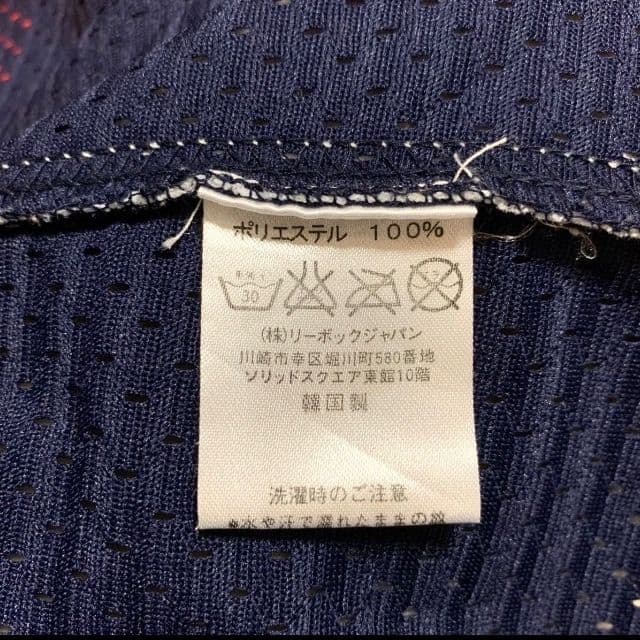 ポリエステル 100%
30
(株)リーボックジャパン
川崎市幸区堀川町580番地
ソリッドスクエア東館10階
韓国製
洗濯時のご注意
水や汗で濡れたままの放